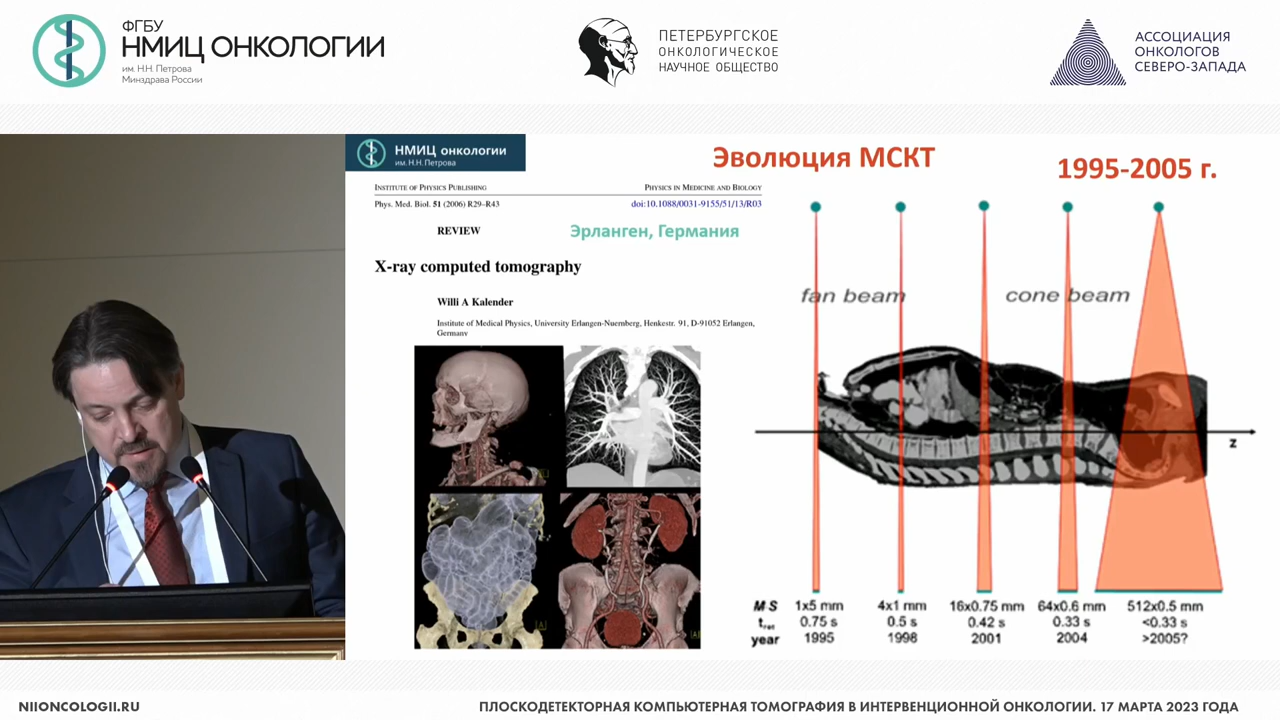 ФГБУ
НМИЦ ОНКОЛОГИИ
им. Н.Н. Петрова
Минздрава России
ПЕТЕРБУРГСКОЕ
ОНКОЛОГИЧЕСКОЕ
НАУЧНОЕ ОБЩЕСТВО
АССОЦИАЦИЯ
ОНКОЛОГОВ
СЕВЕРО-ЗАПАДА
НМИЦ онкологии
им. Н.Н.Петрова
Эволюция МСКТ
1995-2005 г.
INSTITUTE OF PHYSICS PUBLISHING PHYSICS IN MEDICINE AND BIOLOGY
Phys. Med. Biol. 51 (2006) R29–R43 doi:10.1088/0031-9155/51/13/R03
REVIEW
Эрланген, Германия
X-ray computed tomography
Willi A Kalender
Institute of Medical Physics, University Erlangen-Nuernberg, Henkestr. 91, D-91052 Erlangen,
Germany
fan beam cone beam
z
M·S 1x5 mm 4x1 mm 16x0.75 mm 64x0.6 mm 512x0.5 mm
trot 0.75 s 0.5 s 0.42 s 0.33 s <0.33 s
year 1995 1998 2001 2004 >2005?
NIIONCOLOGII.RU
ПЛОСКОДЕТЕКТОРНАЯ КОМПЬЮТЕРНАЯ ТОМОГРАФИЯ В ИНТЕРВЕНЦИОННОЙ ОНКОЛОГИИ. 17 МАРТА 2023 ГОДА